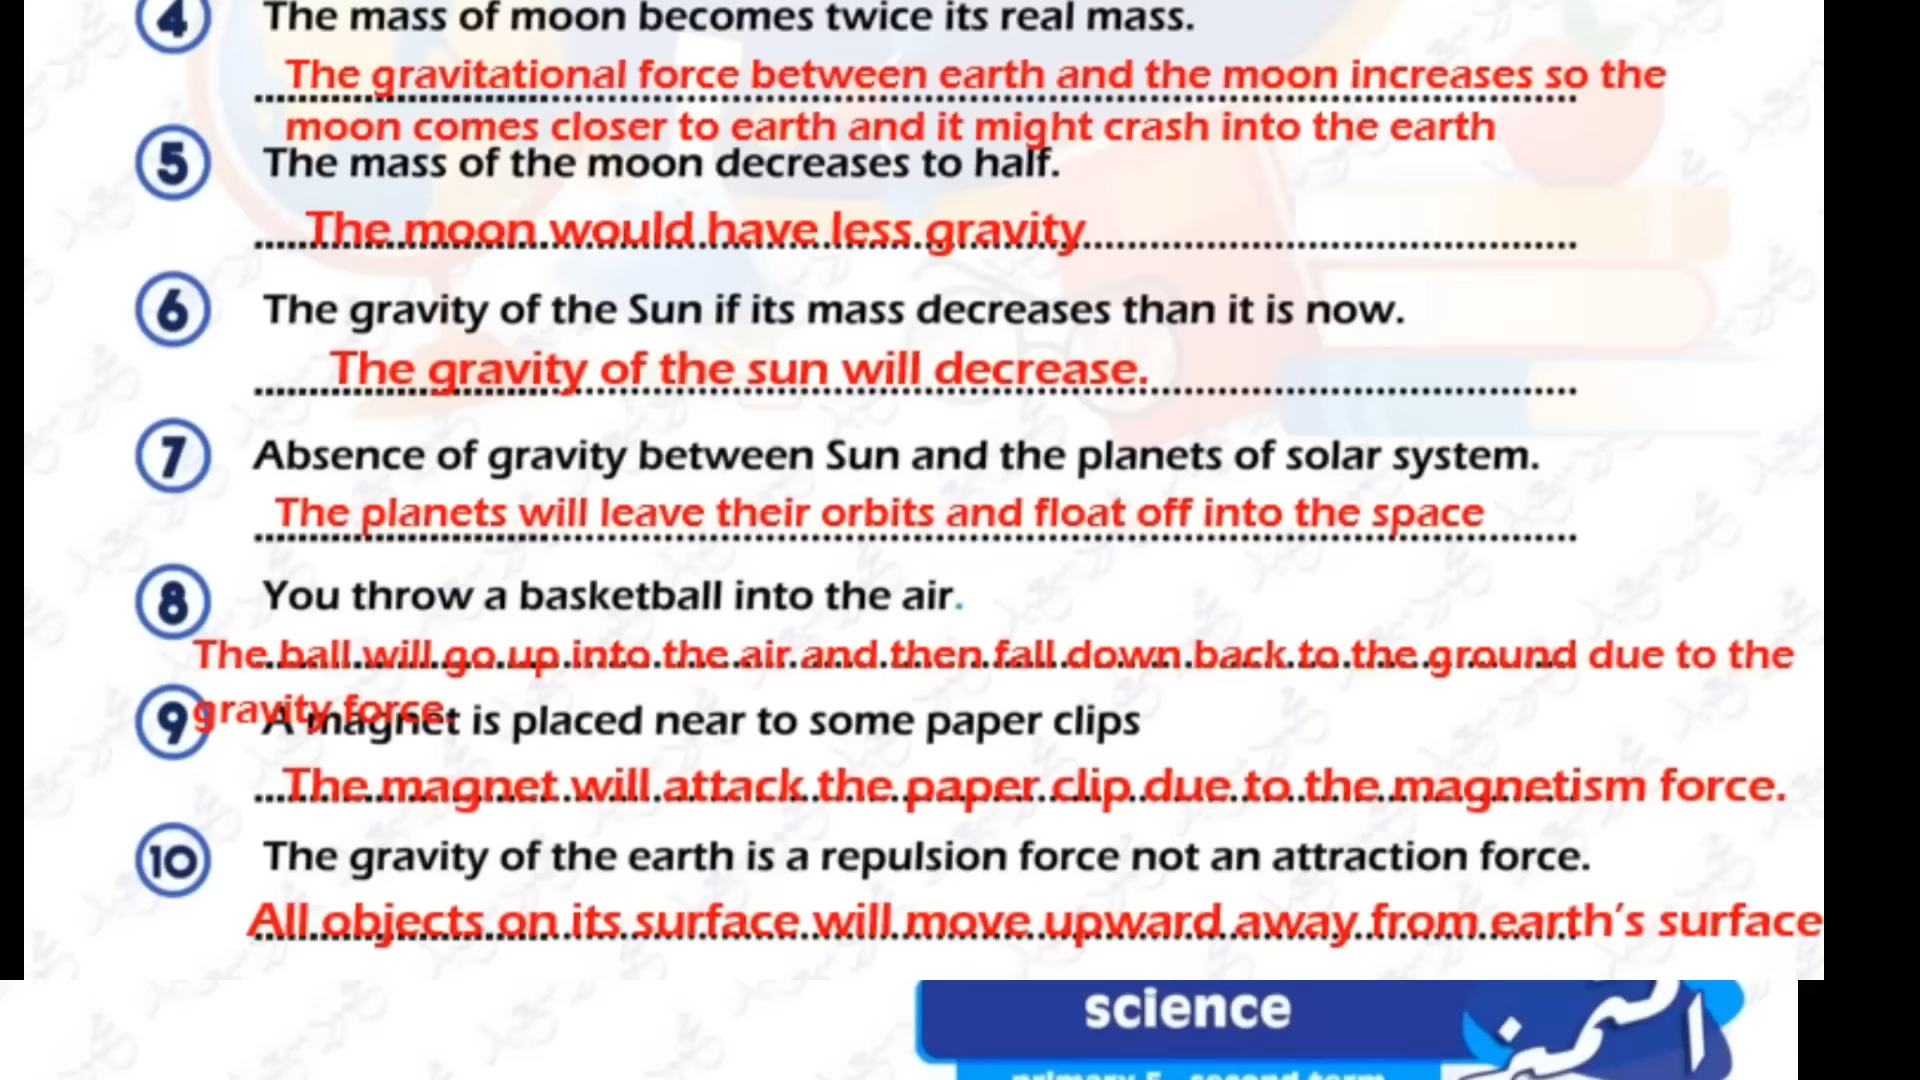 4 The mass of moon becomes twice its real mass.
The gravitational force between earth and the moon increases so the
moon comes closer to earth and it might crash into the earth
5 The mass of the moon decreases to half.
The moon would have less gravity
6 The gravity of the Sun if its mass decreases than it is now.
The gravity of the sun will decrease.
7 Absence of gravity between Sun and the planets of solar system.
The planets will leave their orbits and float off into the space
8 You throw a basketball into the air.
The ball will go up into the air and then fall down back to the ground due to the
gravity force
9 A magnet is placed near to some paper clips
The magnet will attack the paper clip due to the magnetism force.
10 The gravity of the earth is a repulsion force not an attraction force.
All objects on its surface will move upward away from earth's surface
science
primary 5 - second term